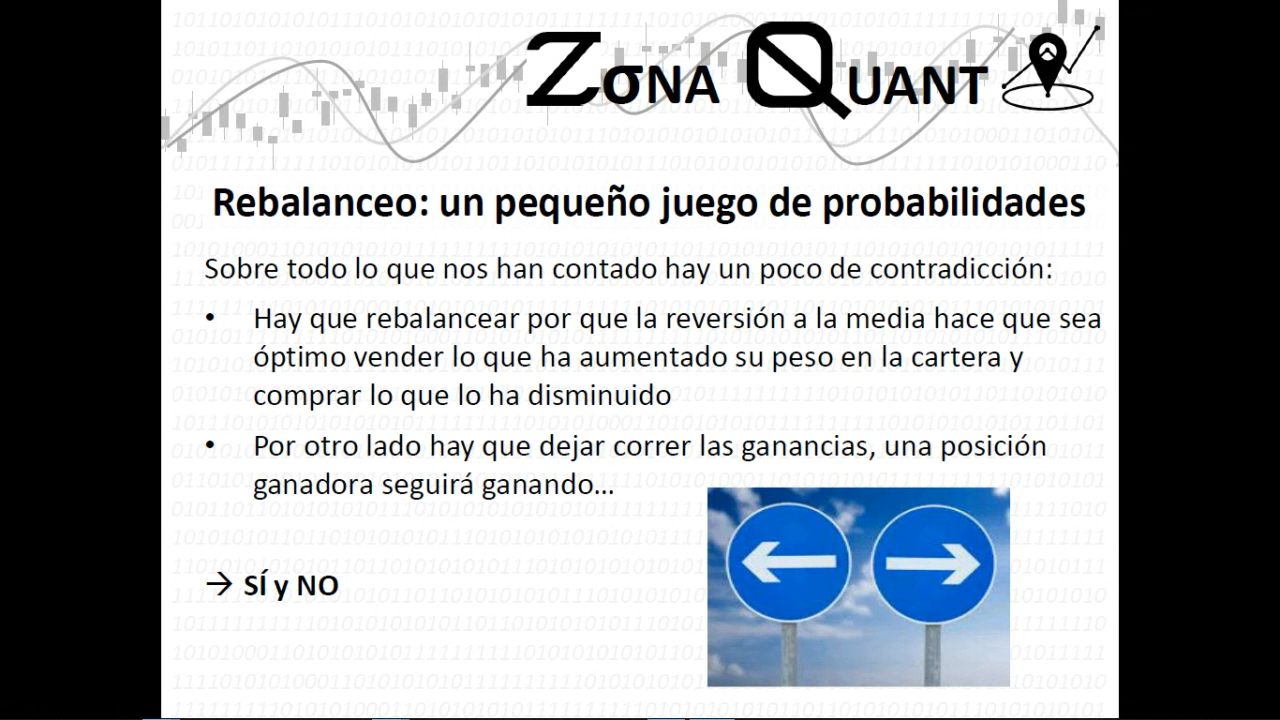 ZσNA QUANT
Rebalanceo: un pequeño juego de probabilidades
Sobre todo lo que nos han contado hay un poco de contradicción:
• Hay que rebalancear por que la reversión a la media hace que sea
óptimo vender lo que ha aumentado su peso en la cartera y
comprar lo que lo ha disminuido
• Por otro lado hay que dejar correr las ganancias, una posición
ganadora seguirá ganando...
→ SÍ y NO